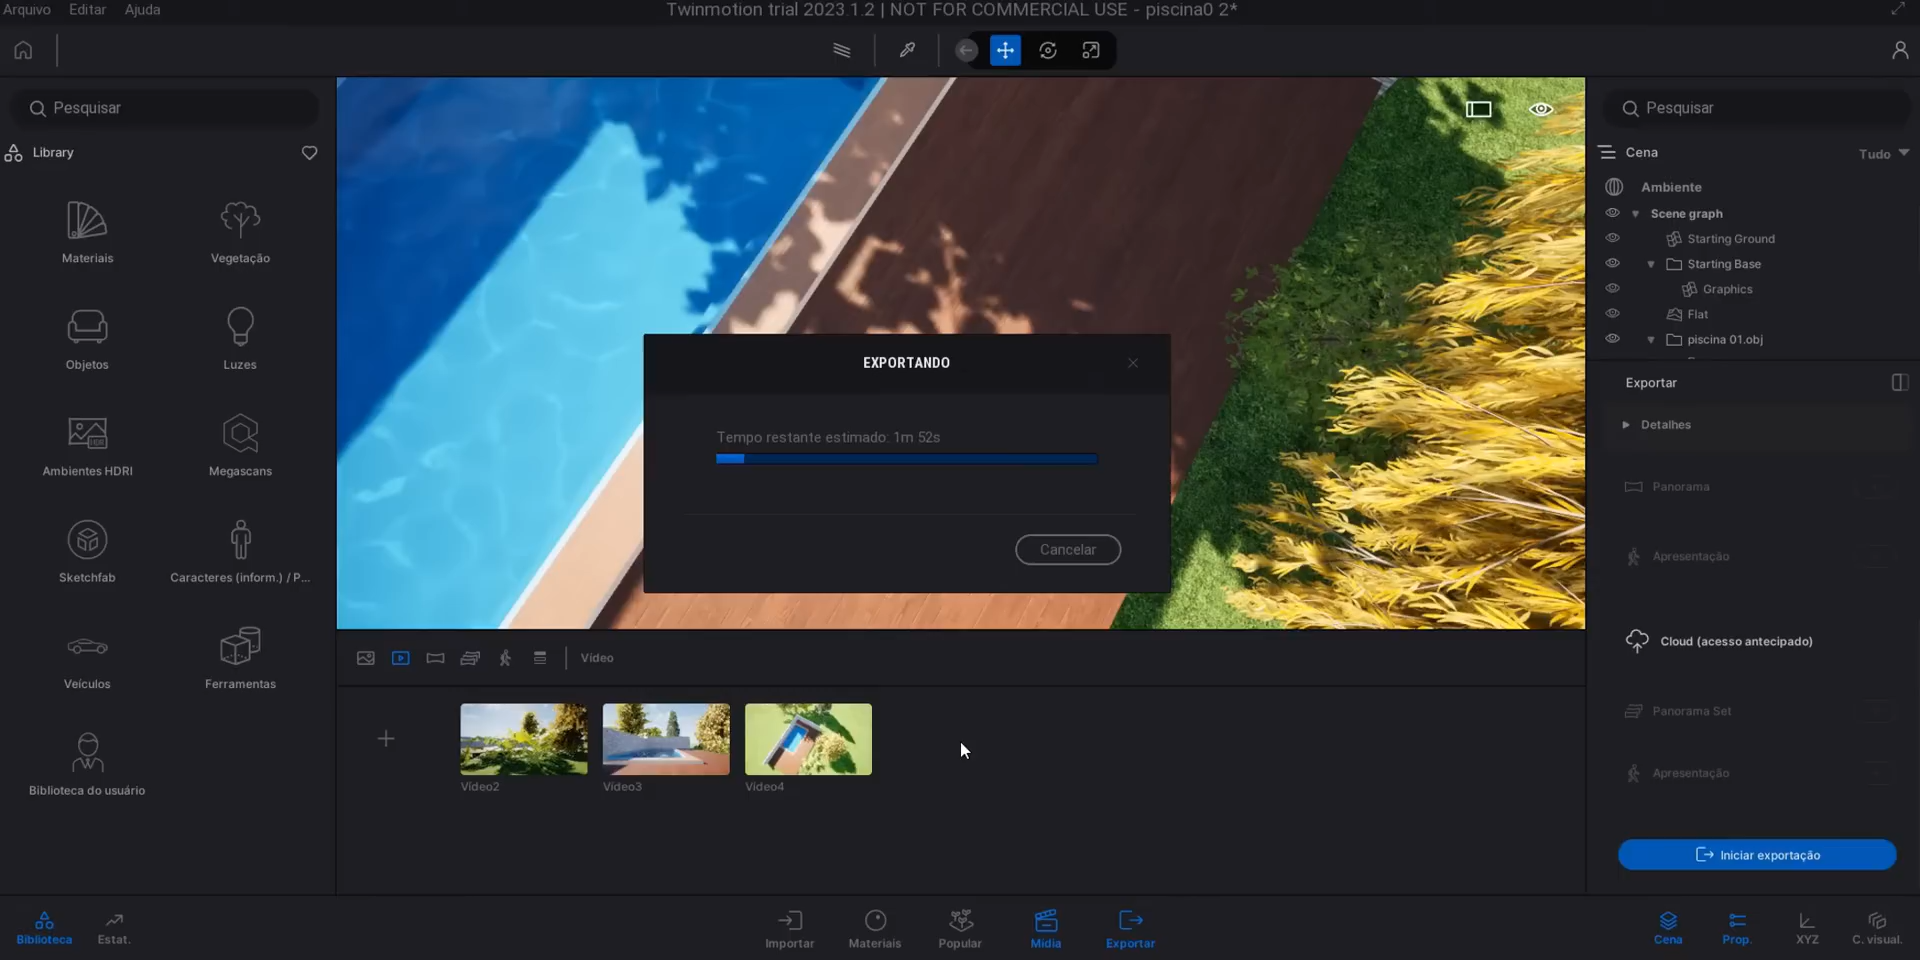 Arquivo Editar Ajuda
Twinmotion trial 2023.1.2 | NOT FOR COMMERCIAL USE - piscina0 2*
Pesquisar
Library
Materiais
Vegetação
Objetos
Luzes
Ambientes HDRI
Megascans
Sketchfab
Caracteres (inform.) / P...
Veículos
Ferramentas
Biblioteca do usuário
EXPORTANDO
Tempo restante estimado: 1m 52s
Cancelar
Vídeo
Vídeo2
Vídeo3
Vídeo4
Pesquisar
Cena
Tudo
Ambiente
Scene graph
Starting Ground
Starting Base
Graphics
Flat
piscina 01.obj
Exportar
Detalhes
Panorama
Apresentação
Cloud (acesso antecipado)
Panorama Set
Apresentação
Iniciar exportação
Biblioteca
Estat.
Importar
Materiais
Popular
Mídia
Exportar
Cena
Prop.
XYZ
C. visual.